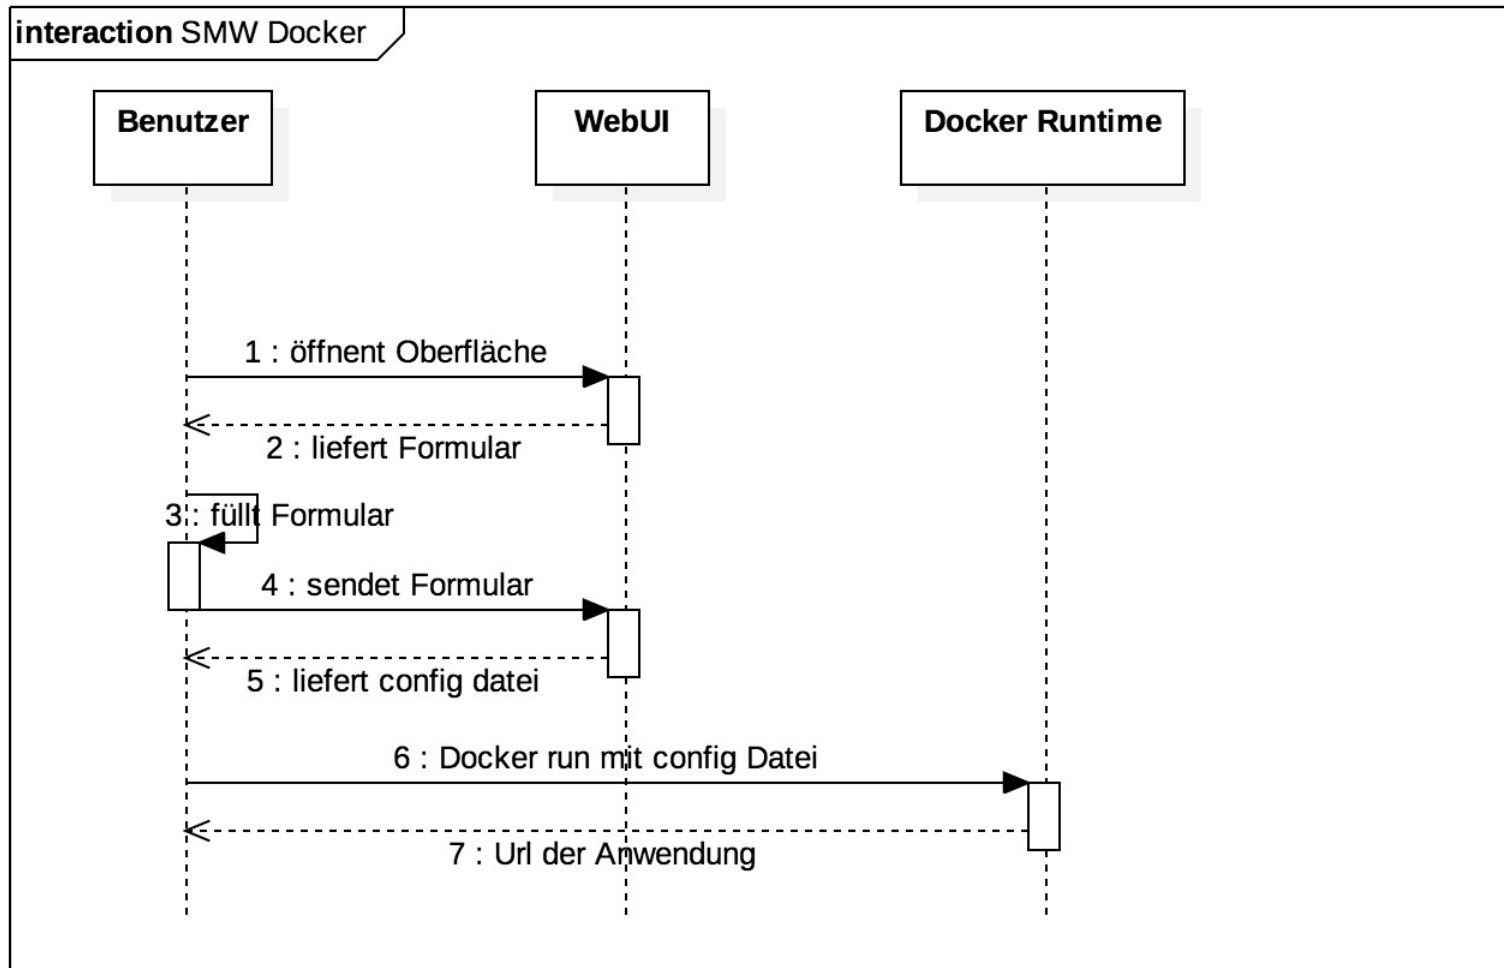 interaction SMW Docker
Benutzer
WebUI
Docker Runtime
1 : öffnent Oberfläche
2 : liefert Formular
3 : füllt Formular
4 : sendet Formular
5 : liefert config datei
6 : Docker run mit config Datei
7 : Url der Anwendung